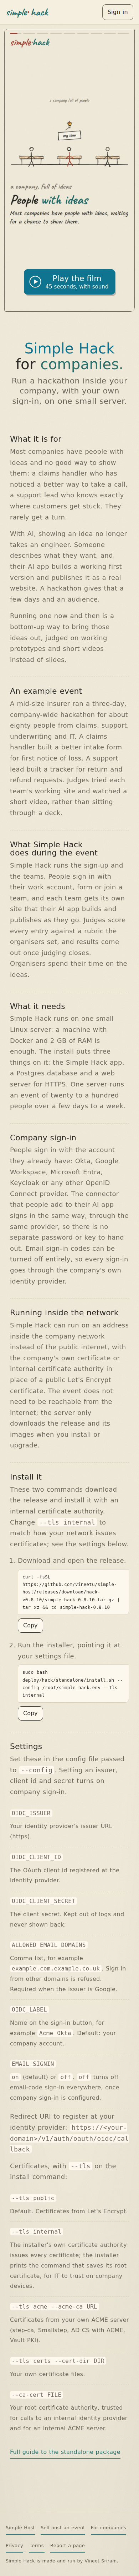 simple·hack
Sign in
simple·hack
a company, full of people
my idea
a company, full of ideas
People with ideas
Most companies have people with ideas, waiting
for a chance to show them.
Play the film
45 seconds, with sound
Simple Hack
for companies.
Run a hackathon inside your
company, with your own
sign-in, on one small server.
What it is for
Most companies have people with
ideas and no good way to show
them: a claims handler who has
noticed a better way to take a call,
a support lead who knows exactly
where customers get stuck. They
rarely get a turn.
With AI, showing an idea no longer
takes an engineer. Someone
describes what they want, and
their AI app builds a working first
version and publishes it as a real
website. A hackathon gives that a
few days and an audience.
Running one now and then is a
bottom-up way to bring these
ideas out, judged on working
prototypes and short videos
instead of slides.
An example event
A mid-size insurer ran a three-day,
company-wide hackathon for about
eighty people from claims, support,
underwriting and IT. A claims
handler built a better intake form
for first notice of loss. A support
lead built a tracker for return and
refund requests. Judges tried each
team's working site and watched a
short video, rather than sitting
through a deck.
What Simple Hack
does during the event
Simple Hack runs the sign-up and
the teams. People sign in with
their work account, form or join a
team, and each team gets its own
site that their AI app builds and
publishes as they go. Judges score
every entry against a rubric the
organisers set, and results come
out once judging closes.
Organisers spend their time on the
ideas.
What it needs
Simple Hack runs on one small
Linux server: a machine with
Docker and 2 GB of RAM is
enough. The install puts three
things on it: the Simple Hack app,
a Postgres database and a web
server for HTTPS. One server runs
an event of twenty to a hundred
people over a few days to a week.
Company sign-in
People sign in with the account
they already have: Okta, Google
Workspace, Microsoft Entra,
Keycloak or any other OpenID
Connect provider. The connector
that people add to their AI app
signs in the same way, through the
same provider, so there is no
separate password or key to hand
out. Email sign-in codes can be
turned off entirely, so every sign-in
goes through the company's own
identity provider.
Running inside the network
Simple Hack can run on an address
inside the company network
instead of the public internet, with
the company's own certificate or
internal certificate authority in
place of a public Let's Encrypt
certificate. The event does not
need to be reachable from the
internet; the server only
downloads the release and its
images when you install or
upgrade.
Install it
These two commands download
the release and install it with an
internal certificate authority.
Change --tls internal to
match how your network issues
certificates; see the settings below.
1. Download and open the release.
curl -fsSL
https://github.com/vineetu/simple-
host/releases/download/hack-
v0.8.10/simple-hack-0.8.10.tar.gz |
tar xz && cd simple-hack-0.8.10
Copy
2. Run the installer, pointing it at
your settings file.
sudo bash
deploy/hack/standalone/install.sh --
config /root/simple-hack.env --tls
internal
Copy
Settings
Set these in the config file passed
to --config. Setting an issuer,
client id and secret turns on
company sign-in.
OIDC_ISSUER
Your identity provider's issuer URL
(https).
OIDC_CLIENT_ID
The OAuth client id registered at the
identity provider.
OIDC_CLIENT_SECRET
The client secret. Kept out of logs and
never shown back.
ALLOWED_EMAIL_DOMAINS
Comma list, for example
example.com,example.co.uk. Sign-in
from other domains is refused.
Required when the issuer is Google.
OIDC_LABEL
Name on the sign-in button, for
example Acme Okta. Default: your
company account.
EMAIL_SIGNIN
on (default) or off. off turns off
email-code sign-in everywhere, once
company sign-in is configured.
Redirect URI to register at your
identity provider: https://<your-
domain>/v1/auth/oauth/oidc/cal
lback
Certificates, with --tls on the
install command:
--tls public
Default. Certificates from Let's Encrypt.
--tls internal
The installer's own certificate authority
issues every certificate; the installer
prints the command that saves its root
certificate, for IT to trust on company
devices.
--tls acme --acme-ca URL
Certificates from your own ACME server
(step-ca, Smallstep, AD CS with ACME,
Vault PKI).
--tls certs --cert-dir DIR
Your own certificate files.
--ca-cert FILE
Your root certificate authority, trusted
for calls to an internal identity provider
and for an internal ACME server.
Full guide to the standalone package
Simple Host Self-host an event For companies
Privacy Terms Report a page
Simple Hack is made and run by Vineet Sriram.